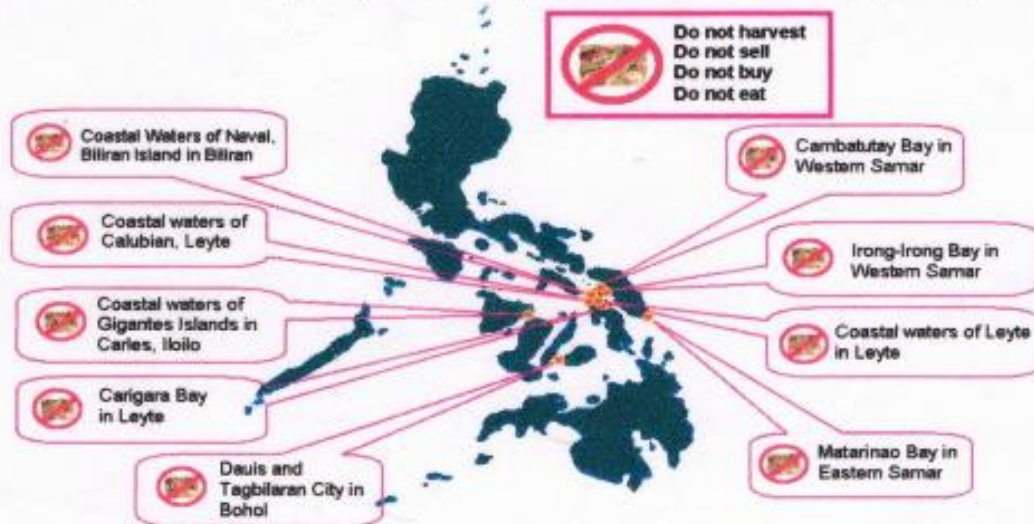 Do not harvest
Do not sell
Do not buy
Do not eat
Coastal Waters of Naval,
Biliran Island in Biliran
Cambatutay Bay in
Western Samar
Coastal waters of
Calubian, Leyte
Irong-Irong Bay in
Western Samar
Coastal waters of
Gigantes Islands in
Carles, Iloilo
Coastal waters of Leyte
in Leyte
Carigara Bay
in Leyte
Matarinao Bay in
Eastern Samar
Dauis and
Tagbilaran City in
Bohol